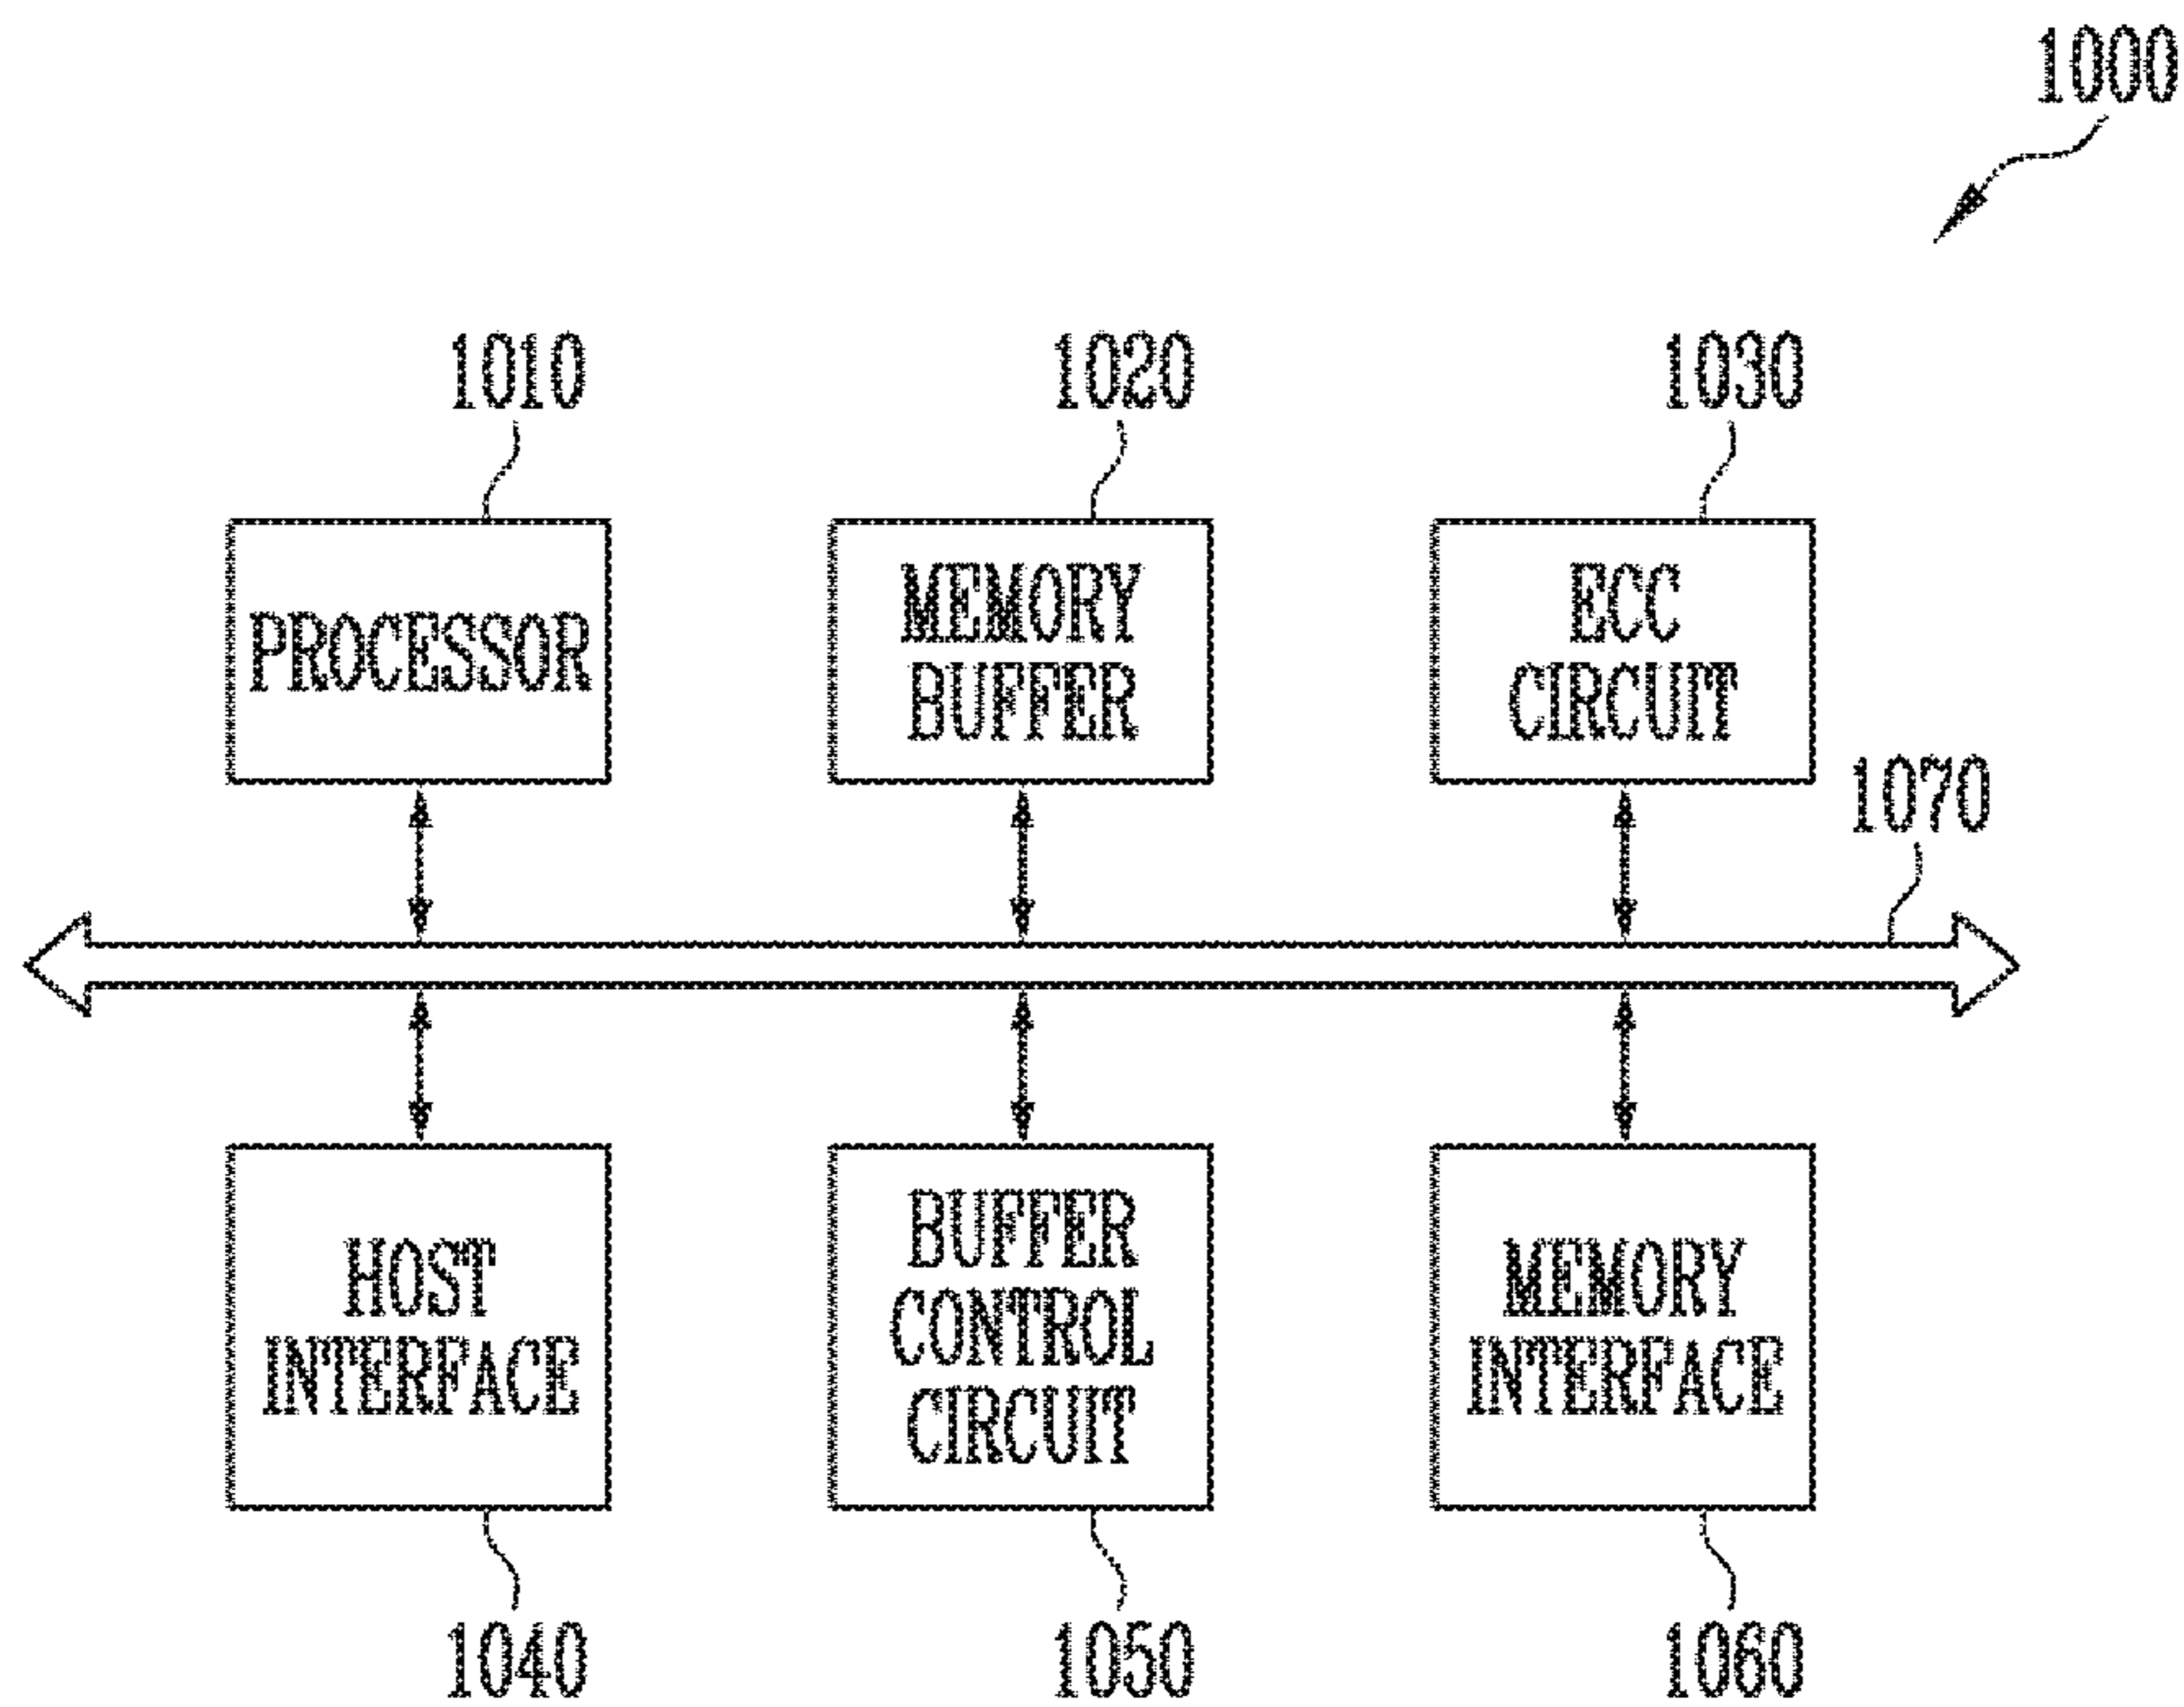 1000
1010
1020
1030
PROCESSOR
MEMORY
BUFFER
ECC
CIRCUIT
1070
HOST
INTERFACE
BUFFER
CONTROL
CIRCUIT
MEMORY
INTERFACE
1040
1050
1060